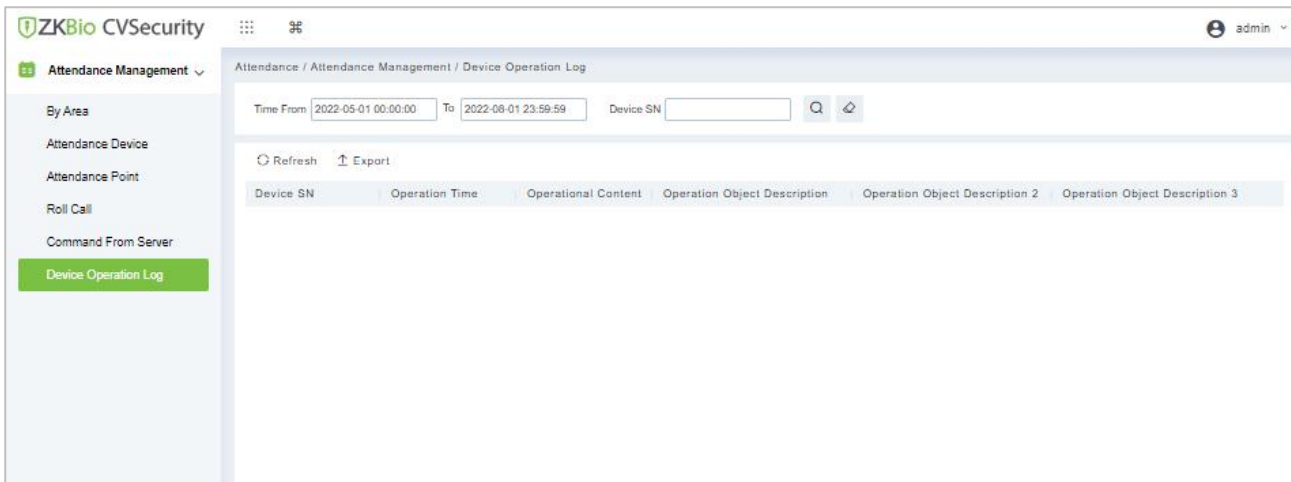 ZKBio CVSecurity
admin
Attendance Management
Attendance / Attendance Management / Device Operation Log
By Area
Attendance Device
Attendance Point
Roll Call
Command From Server
Device Operation Log
Time From 2022-05-01 00:00:00 To 2022-08-01 23:59:59 Device SN
Refresh Export
Device SN Operation Time Operational Content Operation Object Description Operation Object Description 2 Operation Object Description 3